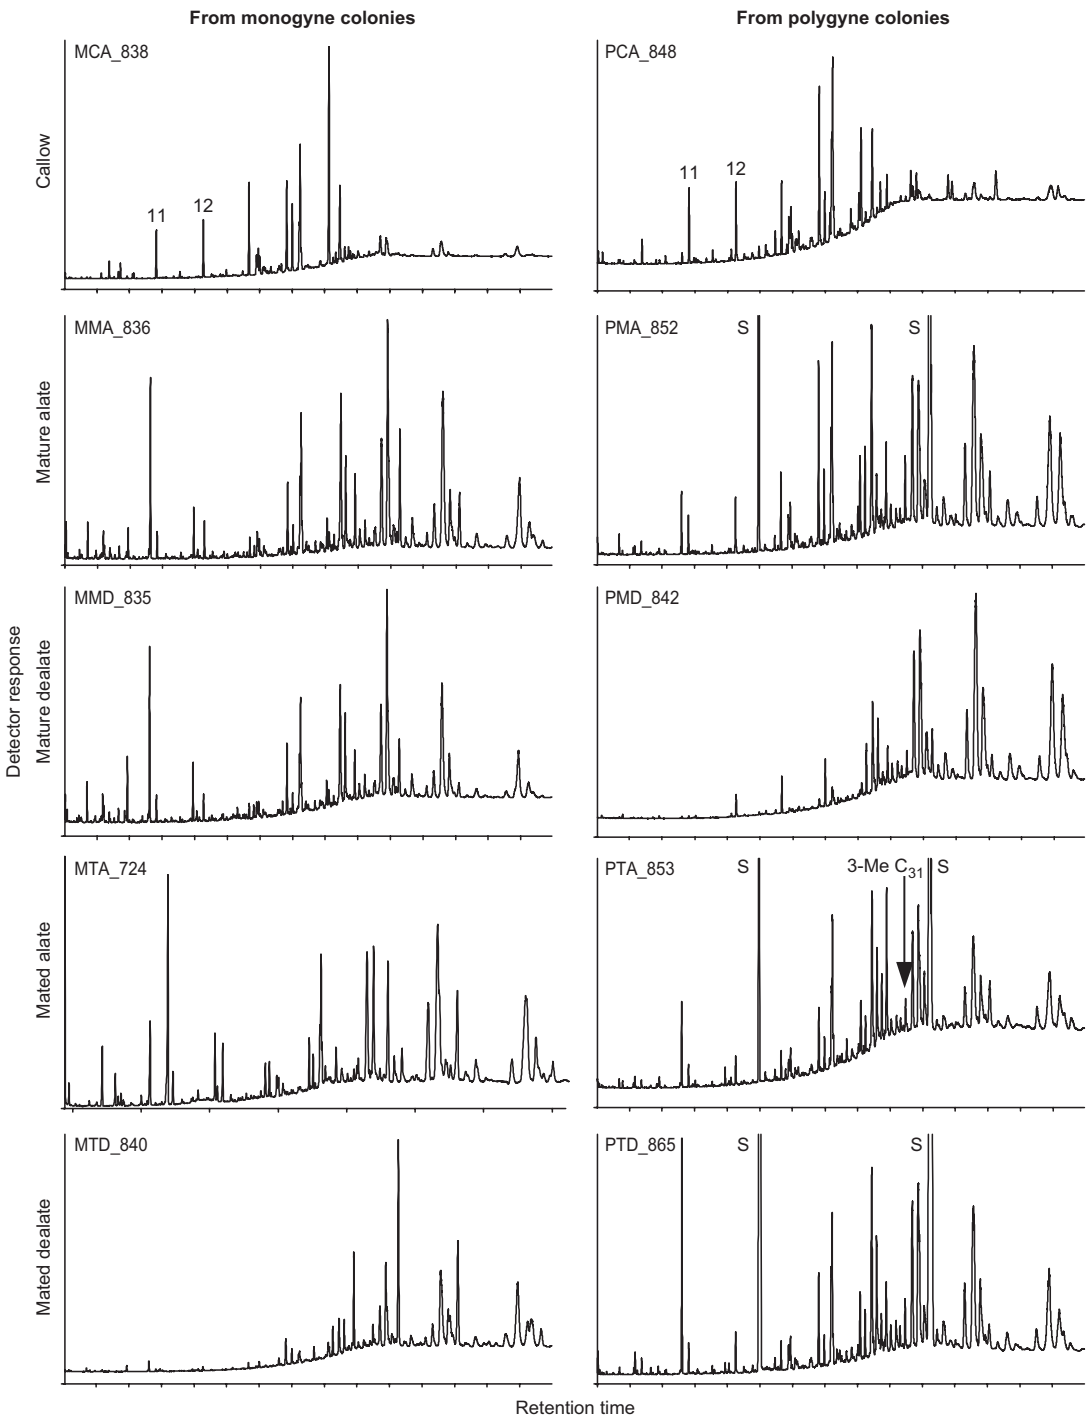 From monogyne colonies
From polygyne colonies
MCA_838
PCA_848
Callow
11
12
11
12
MMA_836
PMA_852
S
S
Mature alate
MMD_835
PMD_842
Detector response
Mature dealate
MTA_724
PTA_853
S
3-Me C31
S
Mated alate
MTD_840
PTD_865
S
S
Mated dealate
Retention time